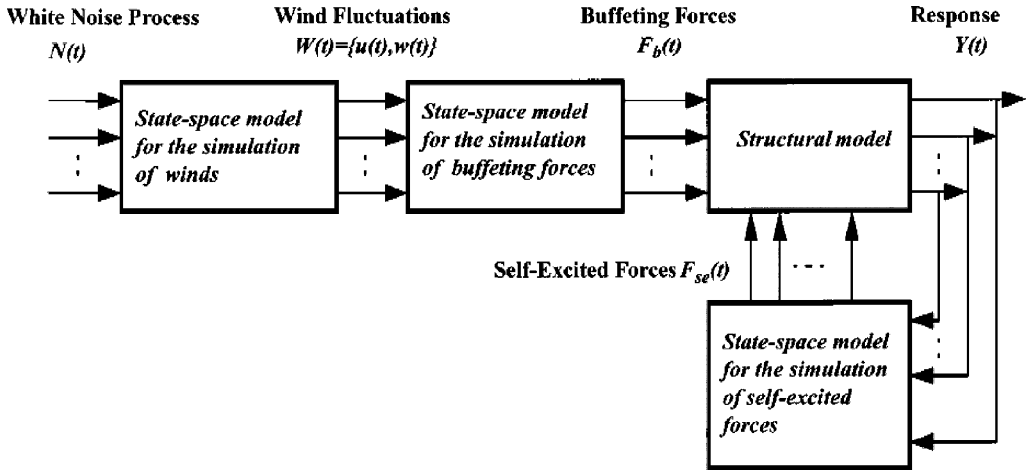 White Noise Process
Wind Fluctuations
Buffeting Forces
Response
N(t)
W(t)={u(t),w(t)}
F_b(t)
Y(t)
State-space model
for the simulation
of winds
State-space model
for the simulation
of buffeting forces
Structural model
Self-Excited Forces F_se(t)
State-space model
for the simulation
of self-excited
forces